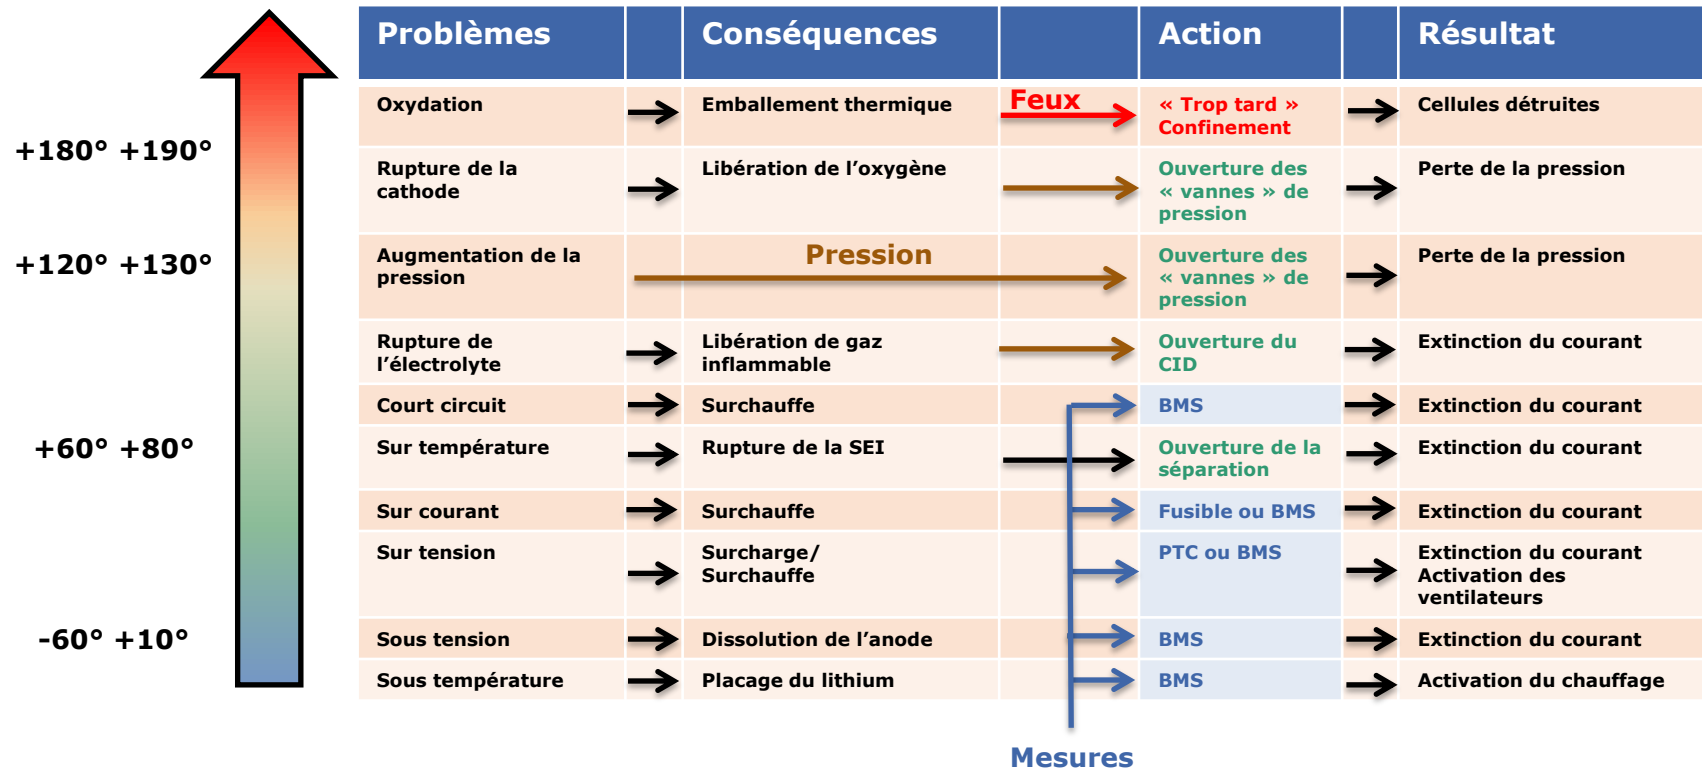 Problèmes Conséquences Action Résultat
Oxydation Emballement thermique Feux « Trop tard » Cellules détruites
Confinement
+180° +190°
Rupture de la Libération de l’oxygène Ouverture des Perte de la pression
cathode « vannes » de
pression
+120° +130°
Augmentation de la Pression Ouverture des Perte de la pression
pression « vannes » de
pression
Rupture de Libération de gaz Ouverture du Extinction du courant
l’électrolyte inflammable CID
Court circuit Surchauffe BMS Extinction du courant
+60° +80°
Sur température Rupture de la SEI Ouverture de la Extinction du courant
séparation
Sur courant Surchauffe Fusible ou BMS Extinction du courant
Sur tension Surcharge/ PTC ou BMS Extinction du courant
Surchauffe Activation des
ventilateurs
-60° +10°
Sous tension Dissolution de l’anode BMS Extinction du courant
Sous température Placage du lithium BMS Activation du chauffage
Mesures